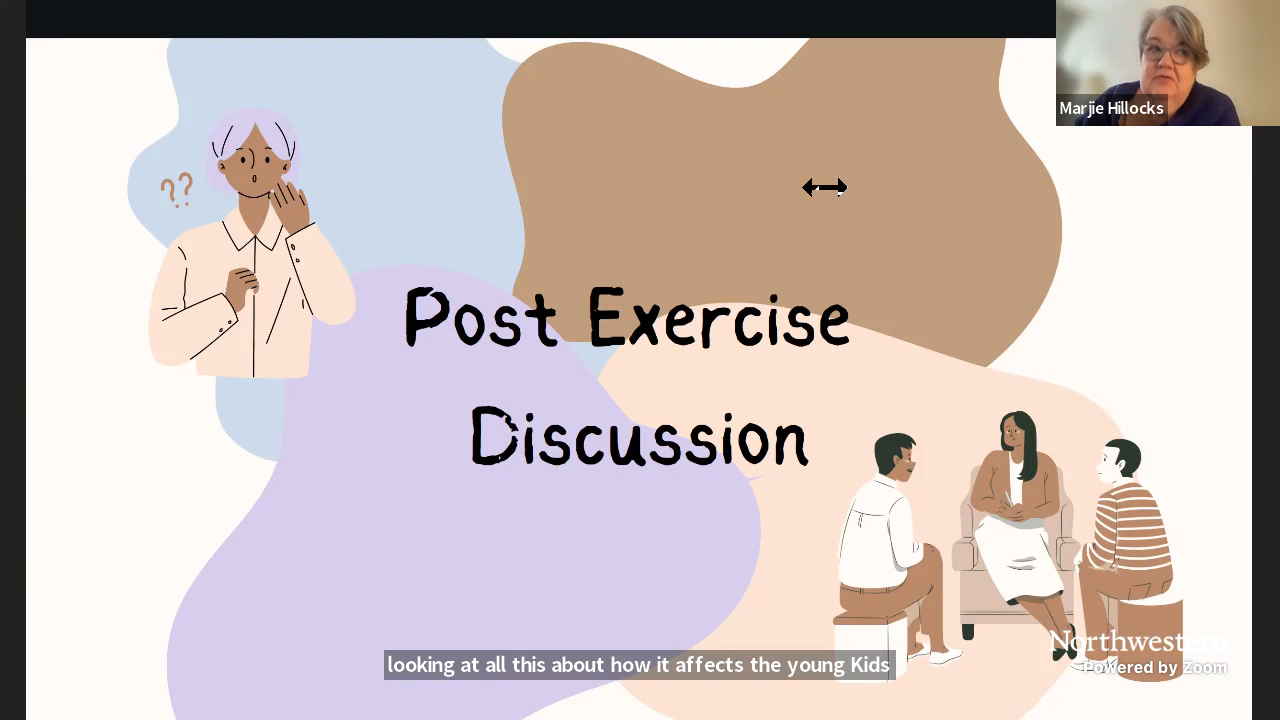 Marjie Hillocks
??
Post Exercise
Discussion
Northwestern
Powered by Zoom
looking at all this about how it affects the young Kids